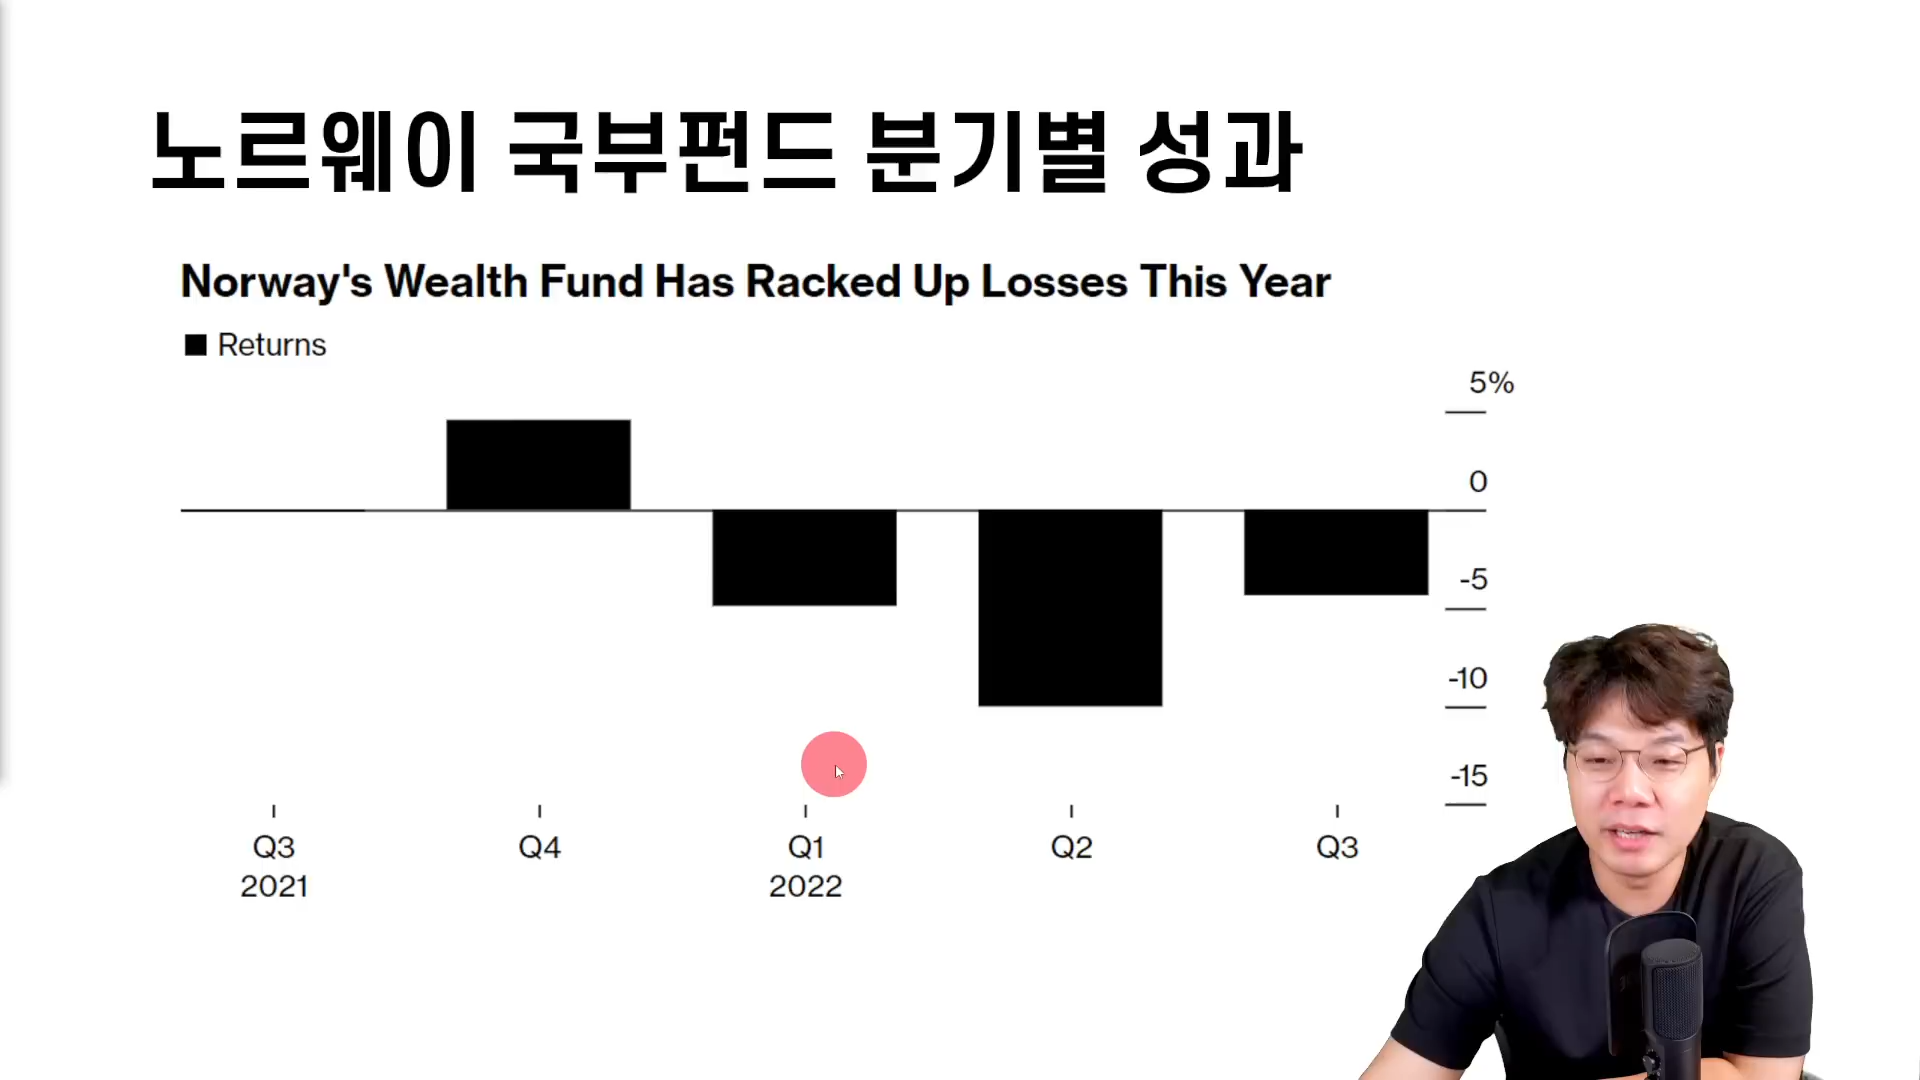 노르웨이 국부펀드 분기별 성과
Norway's Wealth Fund Has Racked Up Losses This Year
Returns
5%
0
-5
-10
-15
Q3 Q4 Q1 Q2 Q3
2021 2022